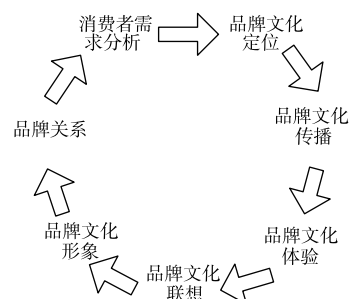 消费者需
求分析
品牌文化
定位
品牌文化
传播
品牌文化
体验
品牌文化
联想
品牌文化
形象
品牌关系